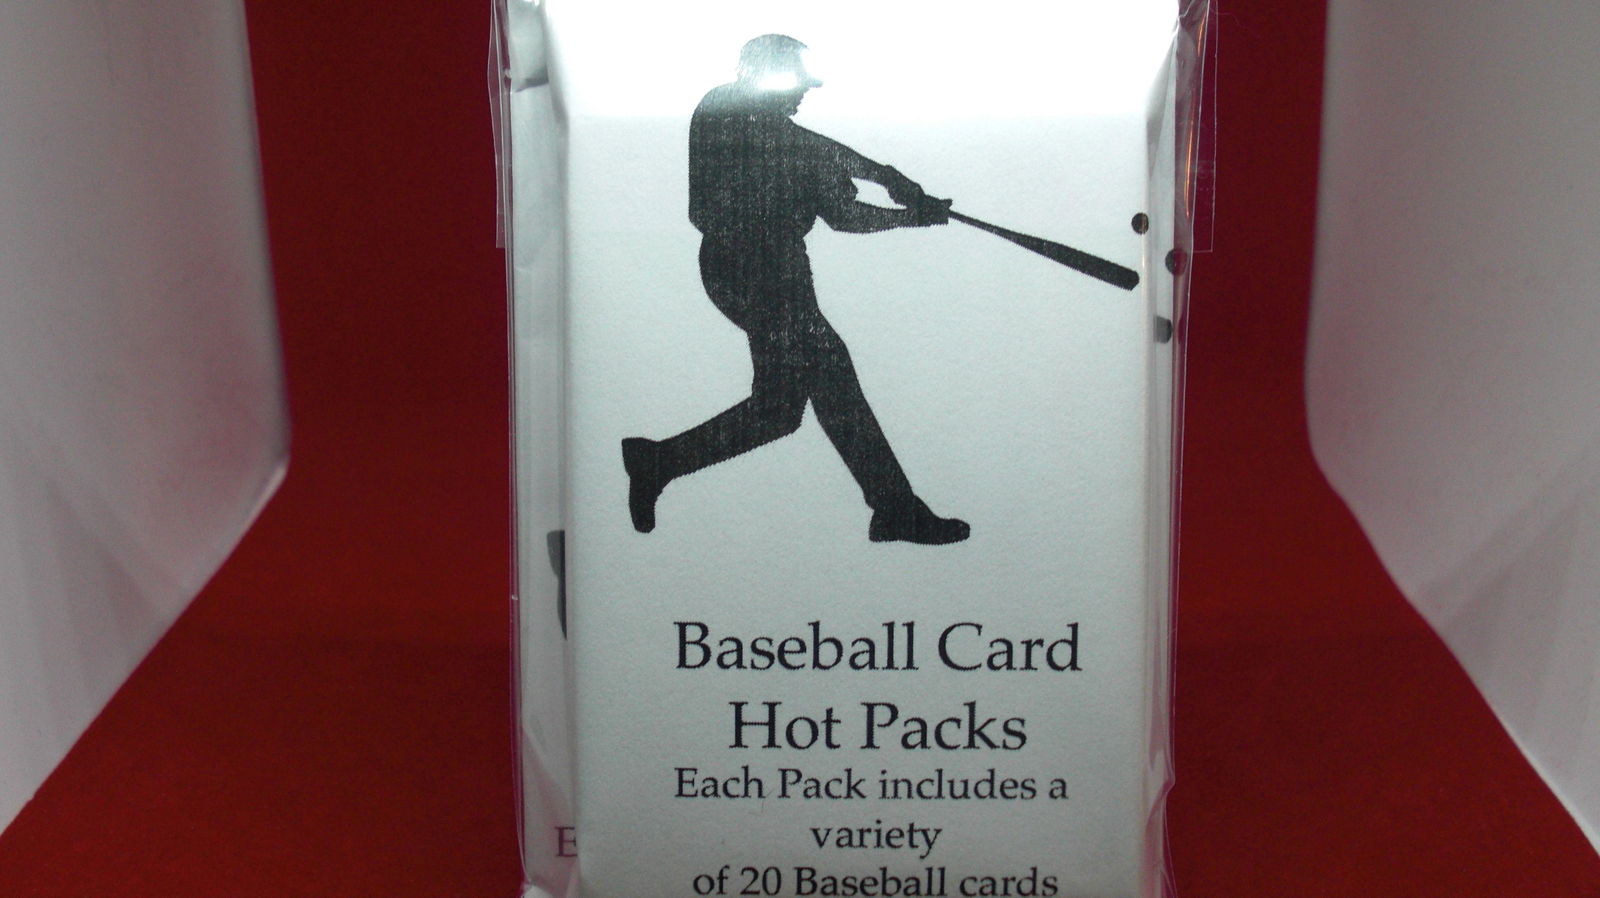 Baseball Card
Hot Packs
Each Pack includes a
variety
of 20 Baseball cards
E